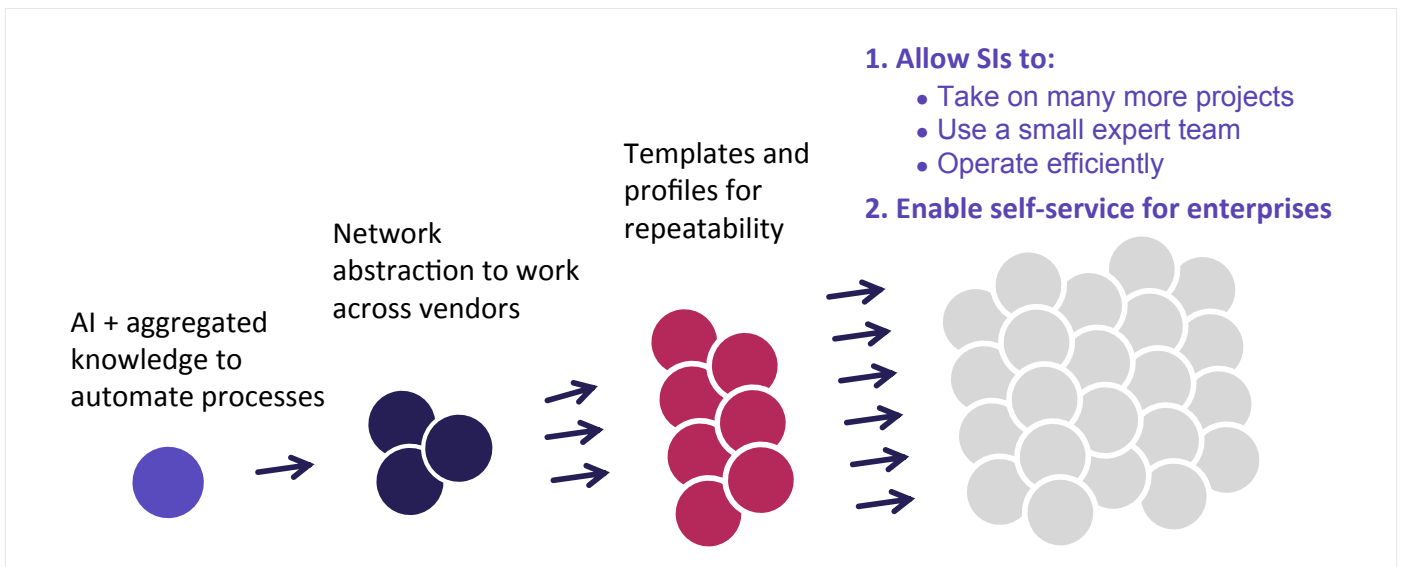 AI + aggregated
knowledge to
automate processes
Network
abstraction to work
across vendors
Templates and
profiles for
repeatability
1. Allow SIs to:
• Take on many more projects
• Use a small expert team
• Operate efficiently
2. Enable self-service for enterprises